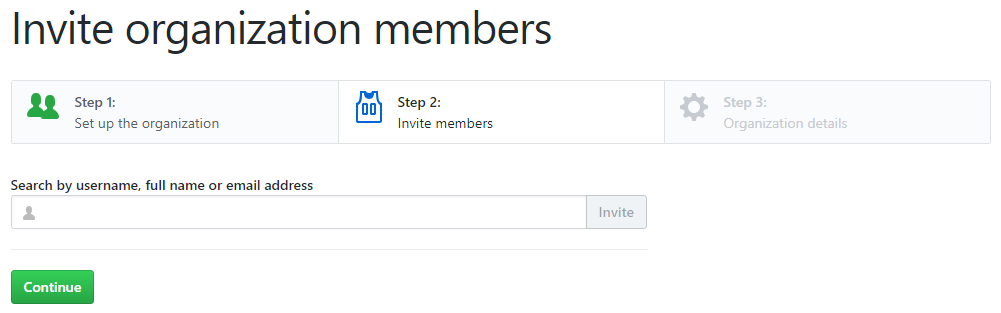 Invite organization members
Step 1:
Set up the organization
Step 2:
Invite members
Step 3:
Organization details
Search by username, full name or email address
Invite
Continue